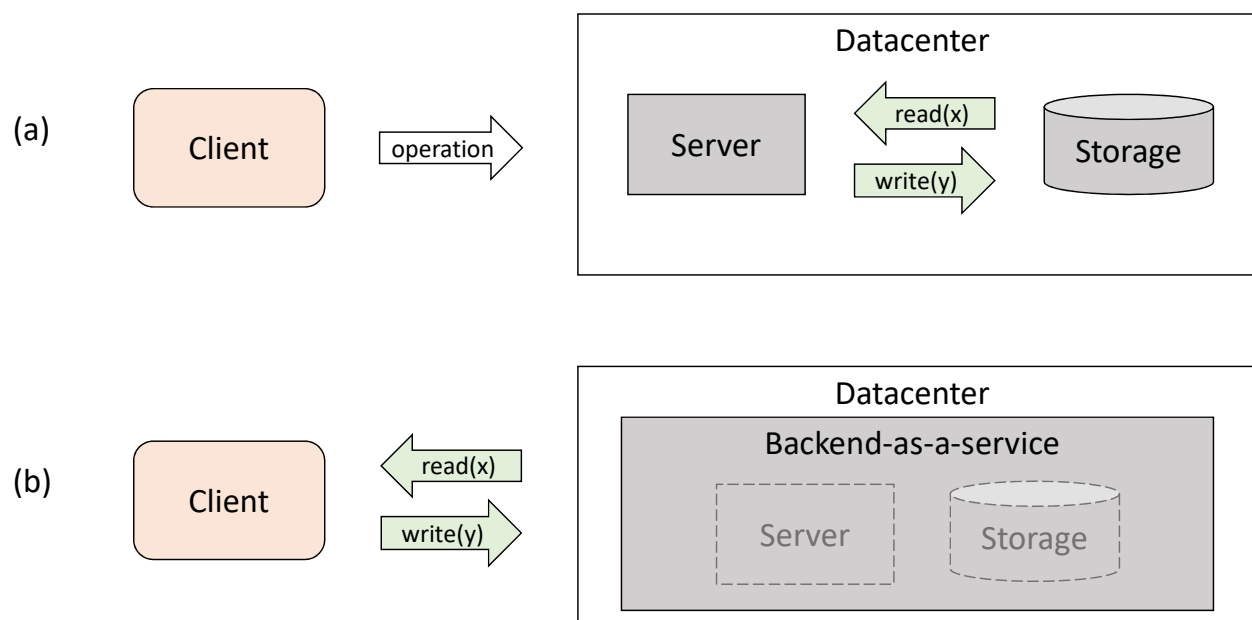 Datacenter
(a)
Client
operation
Server
read(x)
write(y)
Storage
Datacenter
Backend-as-a-service
(b)
Client
read(x)
write(y)
Server
Storage